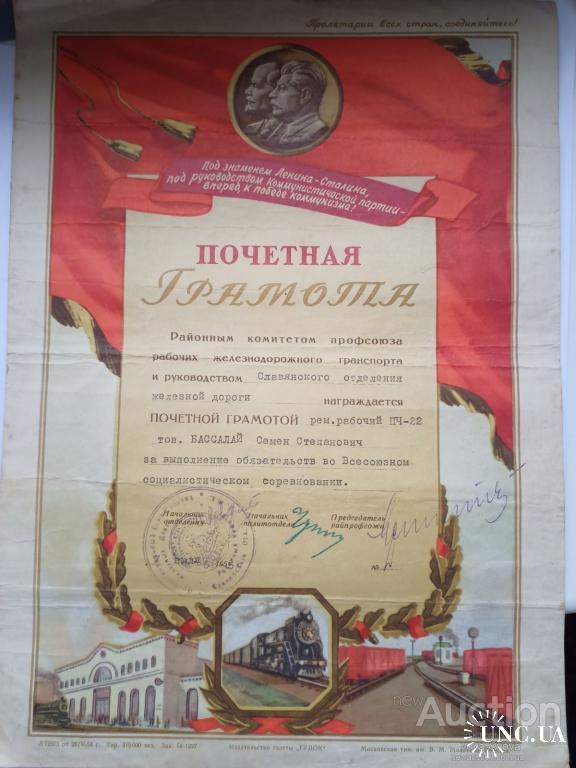 Пролетарии всех стран, соединяйтесь!
Под знаменем Ленина-Сталина,
под руководством Коммунистической партии-
вперед, к победе коммунизма!
ПОЧЕТНАЯ
ГРАМОТА
Районным комитетом профсоюза
рабочих железнодорожного транспорта
и руководством Славянского отделения
железной дороги награждается
ПОЧЕТНОЙ ГРАМОТОЙ рем.рабочий ПЧ-22
тов. БАССАЛАЙ Семен Степанович
за выполнение обязательств во Всесоюзном
социалистическом соревновании.
Начальник отделения
Начальник политотдела
Председатель райпрофсожа
№
Издательство газеты „ГУДОК"
Московская тип. им. В. М.
newAuction
UNC.UA